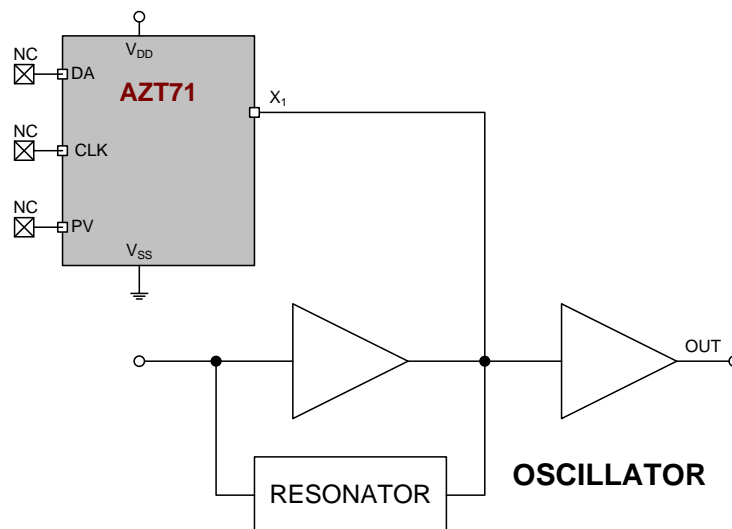 VDD
NC
DA
AZT71
X1
NC
CLK
NC
PV
VSS
OUT
RESONATOR
OSCILLATOR